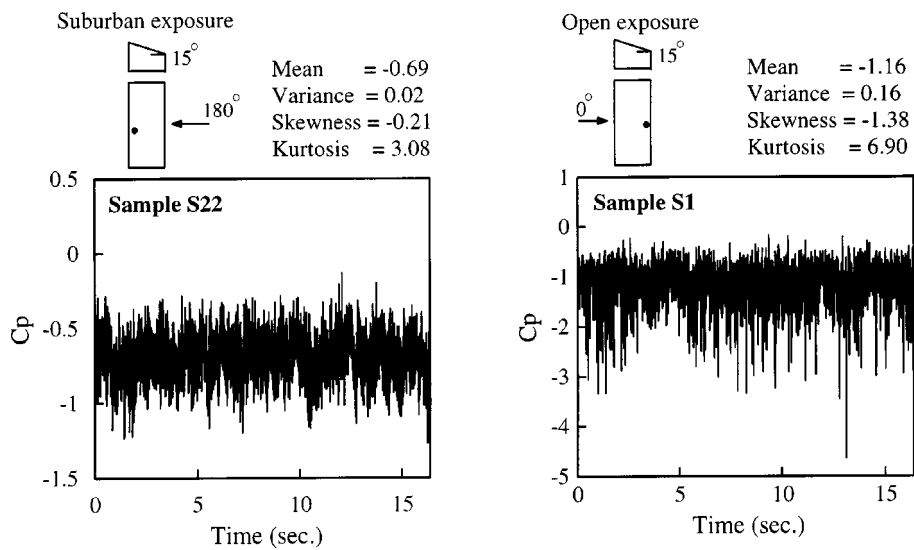 Suburban exposure
15°
180°
Mean = -0.69
Variance = 0.02
Skewness = -0.21
Kurtosis = 3.08
0.5
0
-0.5
-1
-1.5
Cp
Sample S22
0 5 10 15
Time (sec.)
Open exposure
15°
0°
Mean = -1.16
Variance = 0.16
Skewness = -1.38
Kurtosis = 6.90
1
0
-1
-2
-3
-4
-5
Cp
Sample S1
0 5 10 15
Time (sec.)